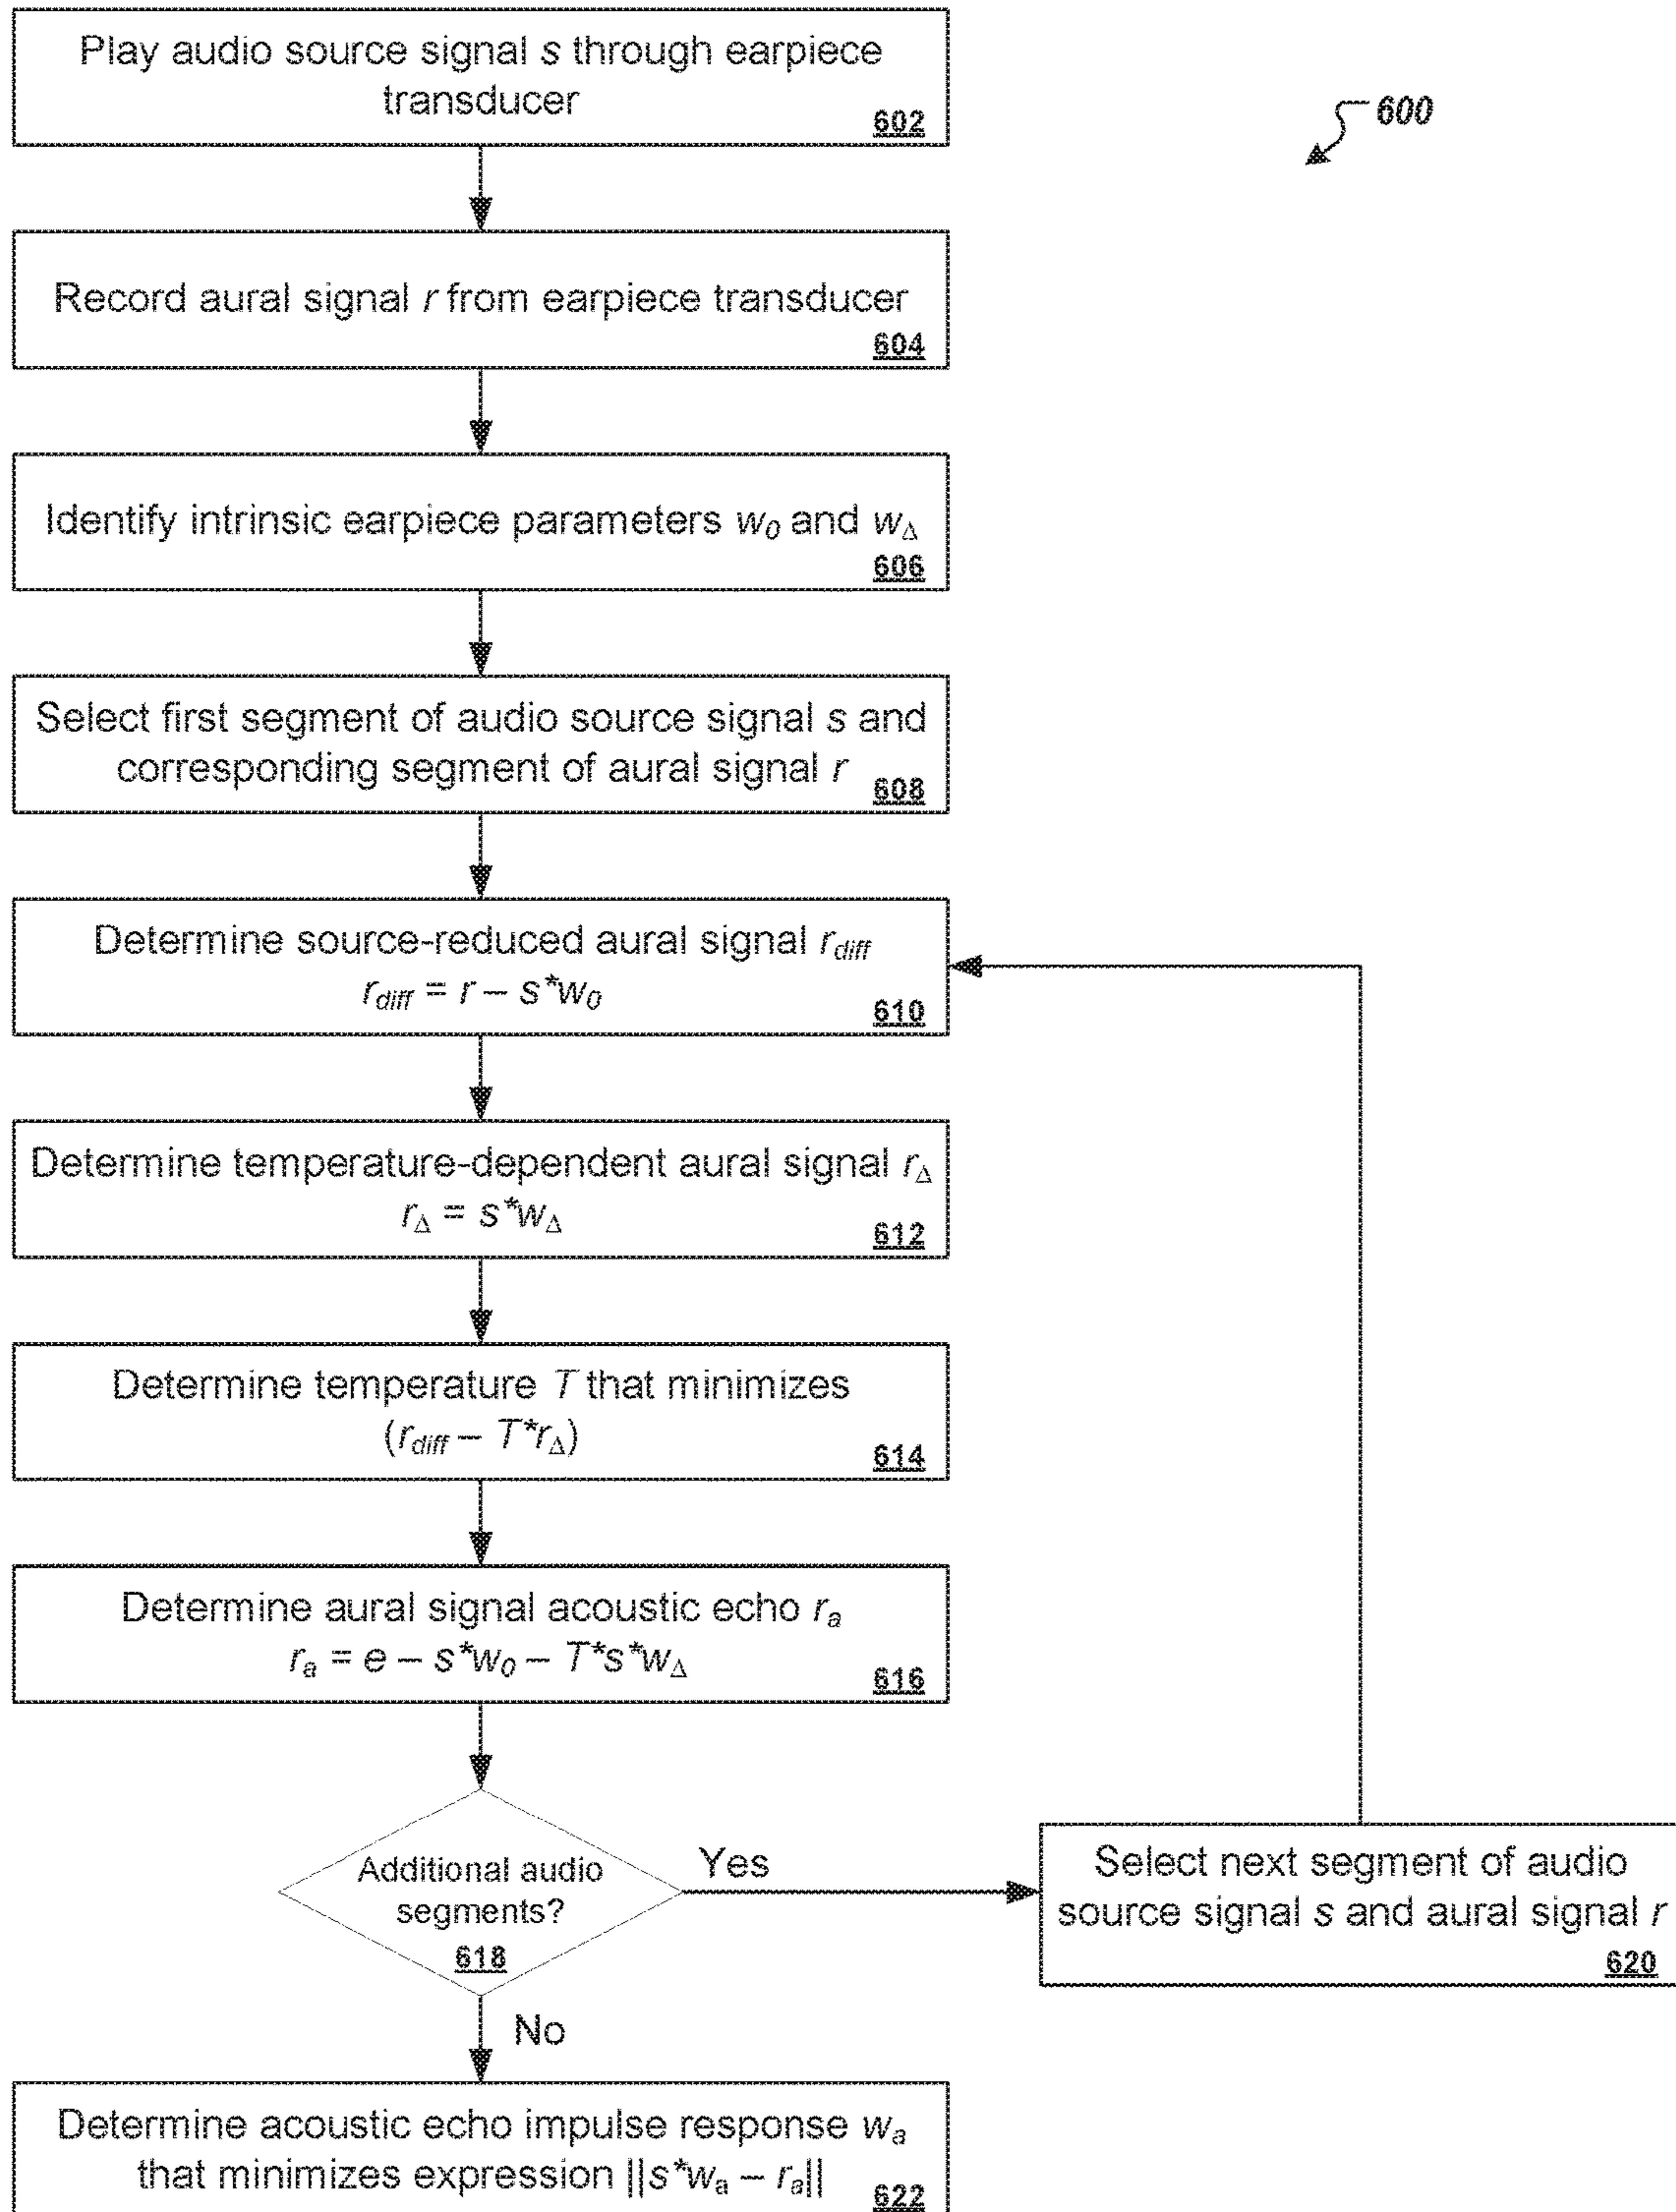 Play audio source signal s through earpiece
transducer
602
600
Record aural signal r from earpiece transducer
604
Identify intrinsic earpiece parameters w0 and wΔ
606
Select first segment of audio source signal s and
corresponding segment of aural signal r
608
Determine source-reduced aural signal rdiff
rdiff = r – s*w0
610
Determine temperature-dependent aural signal rΔ
rΔ = s*wΔ
612
Determine temperature T that minimizes
(rdiff – T*rΔ)
614
Determine aural signal acoustic echo ra
ra = e – s*w0 – T*s*wΔ
616
Additional audio
segments?
618
Yes
Select next segment of audio
source signal s and aural signal r
620
No
Determine acoustic echo impulse response wa
that minimizes expression ||s*wa – ra||
622